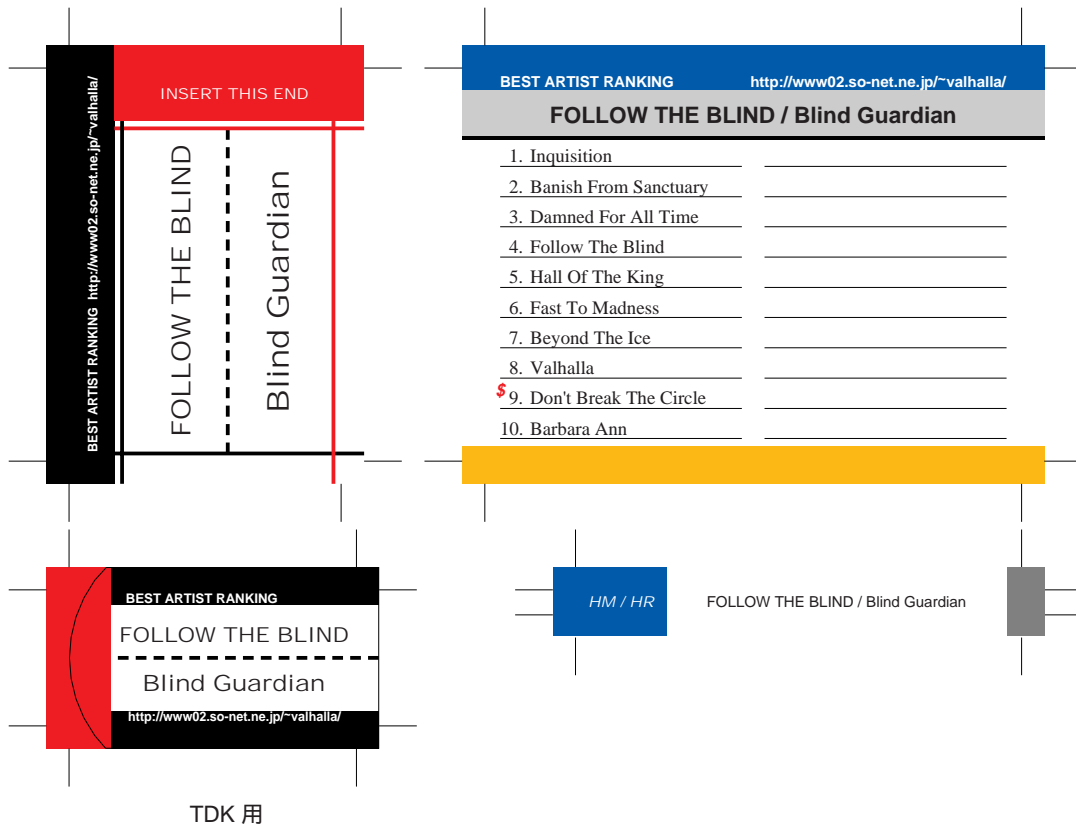 BEST ARTIST RANKING http://www02.so-net.ne.jp/~valhalla/
INSERT THIS END
FOLLOW THE BLIND
Blind Guardian
BEST ARTIST RANKING http://www02.so-net.ne.jp/~valhalla/
FOLLOW THE BLIND / Blind Guardian
1. Inquisition
2. Banish From Sanctuary
3. Damned For All Time
4. Follow The Blind
5. Hall Of The King
6. Fast To Madness
7. Beyond The Ice
8. Valhalla
$ 9. Don't Break The Circle
10. Barbara Ann
BEST ARTIST RANKING
FOLLOW THE BLIND
Blind Guardian
http://www02.so-net.ne.jp/~valhalla/
TDK 用
HM / HR
FOLLOW THE BLIND / Blind Guardian